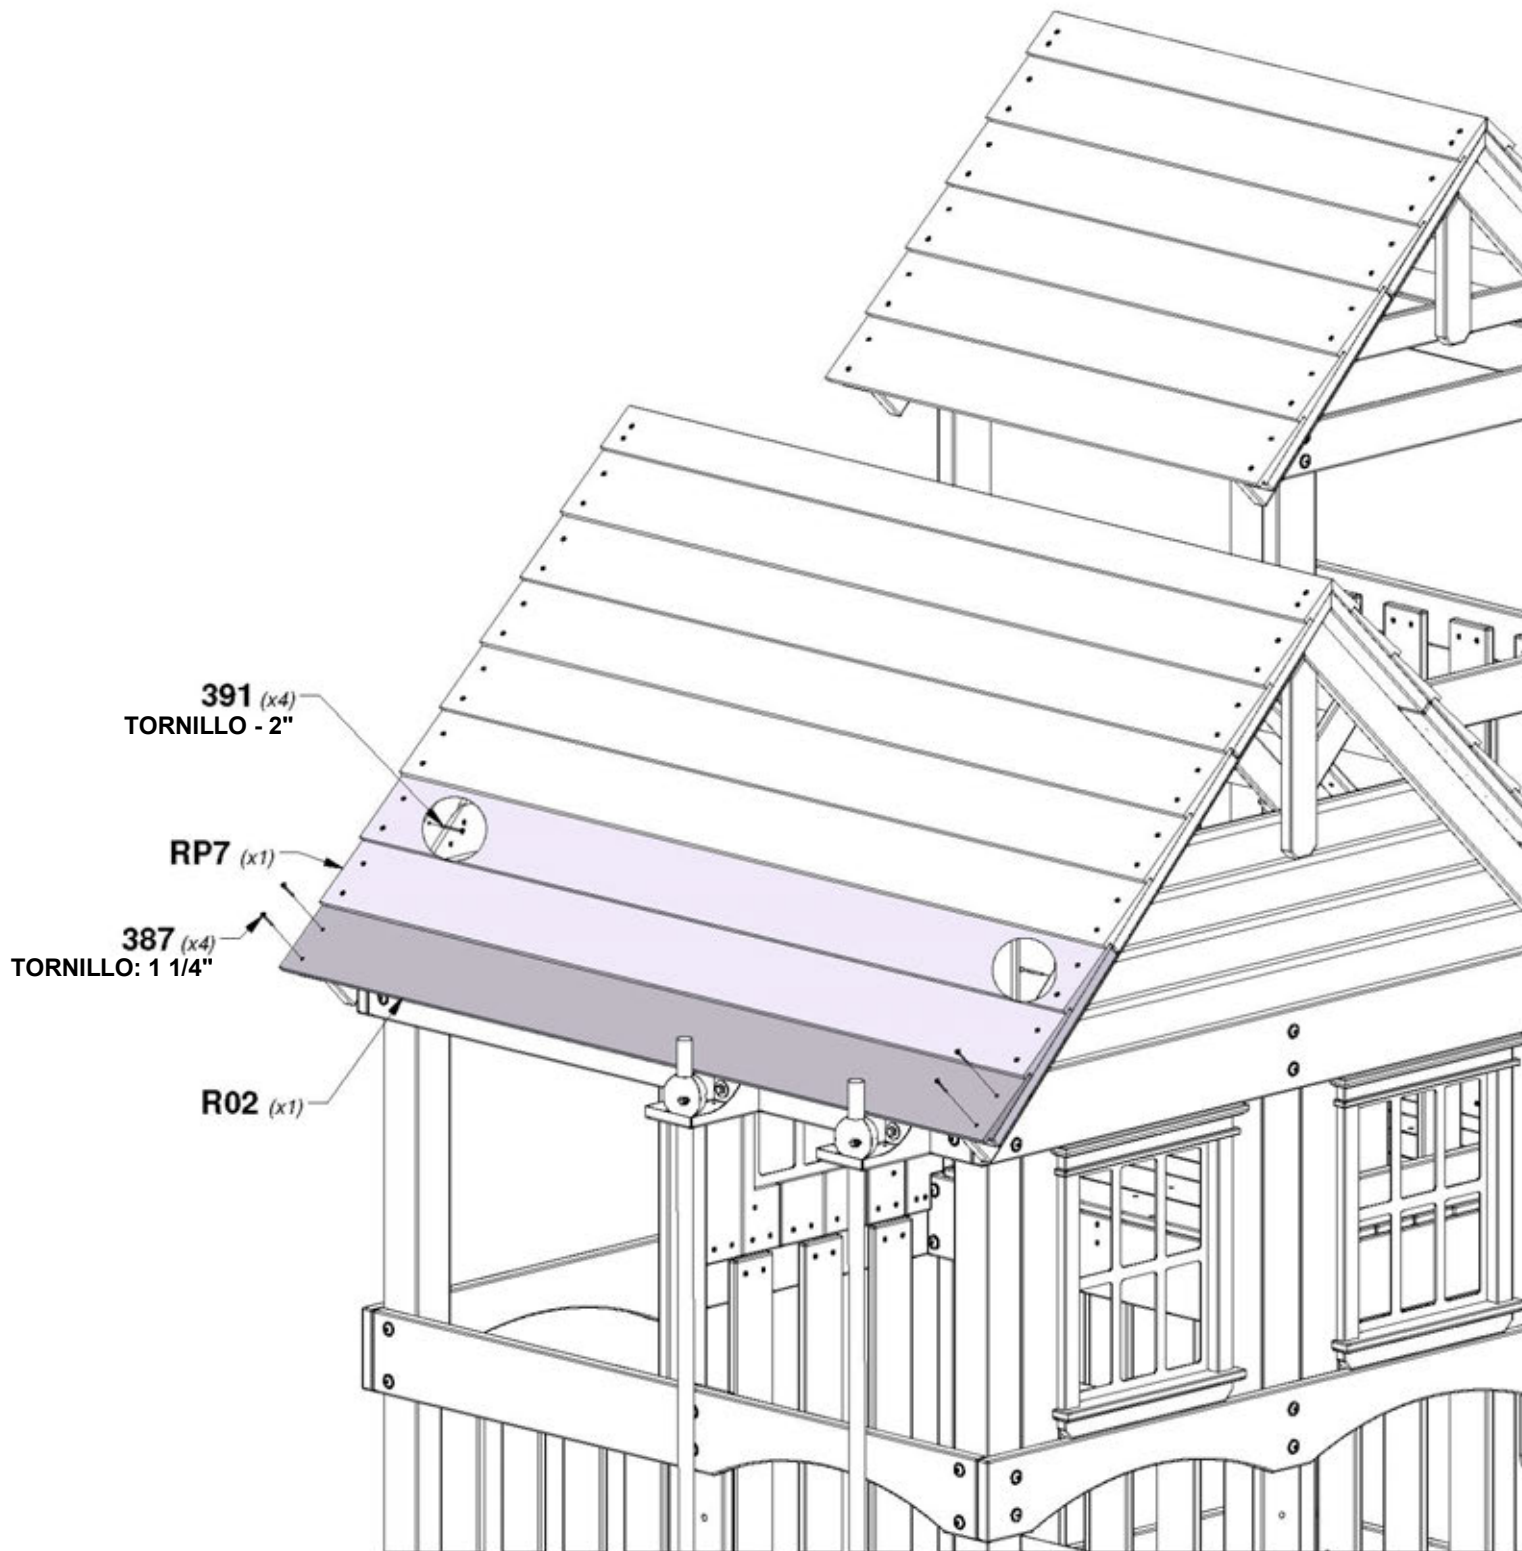 391 (x4)
TORNILLO - 2"
RP7 (x1)
387 (x4)
TORNILLO: 1 1/4"
R02 (x1)